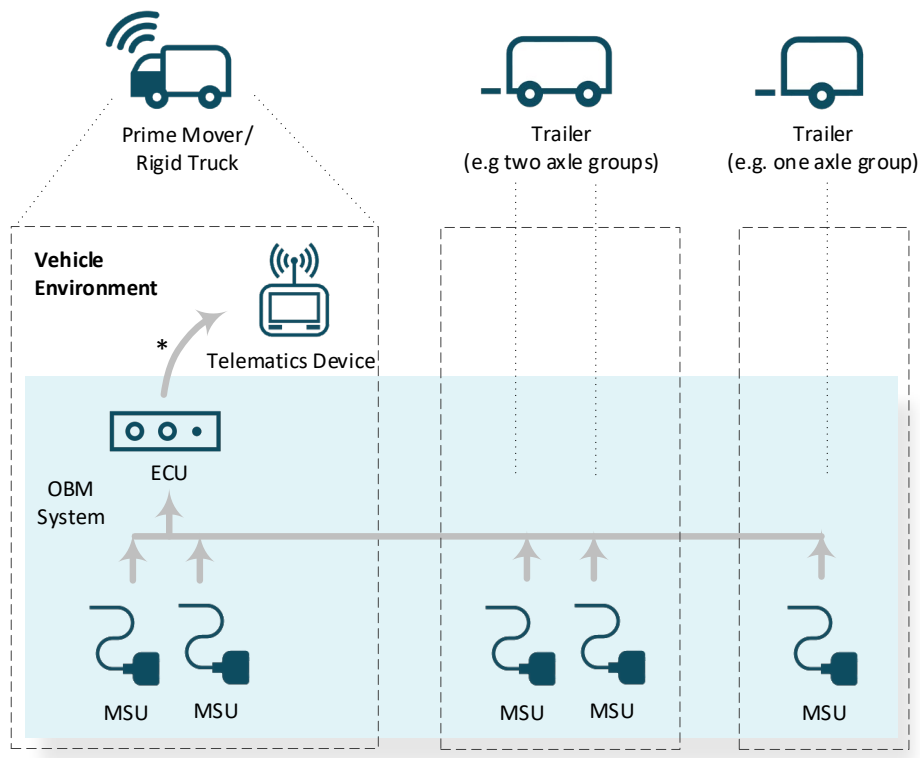 Prime Mover/
Rigid Truck
Trailer
(e.g two axle groups)
Trailer
(e.g. one axle group)
Vehicle
Environment
*
Telematics Device
ECU
OBM
System
MSU
MSU
MSU
MSU
MSU